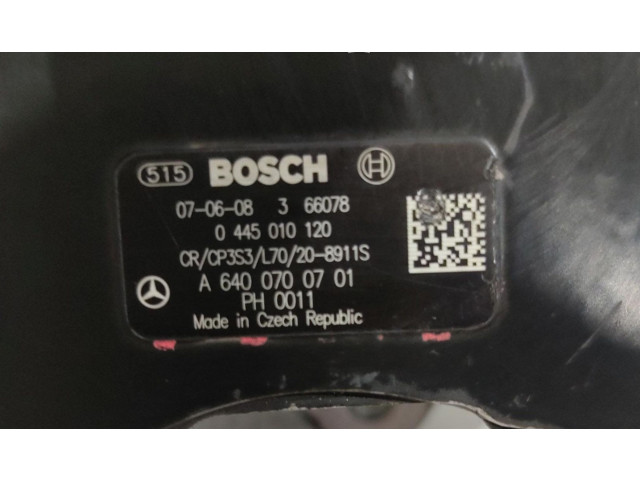 515 BOSCH
07-06-08 3 66078
0 445 010 120
CR/CP3S3/L70/20-8911S
A 640 070 07 01
PH 0011
Made in Czech Republic